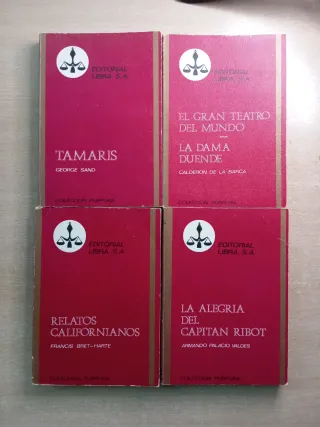 EDITORIAL
LIBRA, S.A.
TAMARIS
GEORGE SAND
COLECCION PURPURA
EDITORIAL
LIBRA, S.A.
EL GRAN TEATRO
DEL MUNDO
LA DAMA
DUENDE
CALDERON DE LA BARCA
COLECCION PURPURA
EDITORIAL
LIBRA, S.A.
RELATOS
CALIFORNIANOS
FRANCIS BRET-HARTE
COLECCION PURPURA
EDITORIAL
LIBRA, S.A.
LA ALEGRIA
DEL
CAPITAN RIBOT
ARMANDO PALACIO VALDES
COLECCION PURPURA